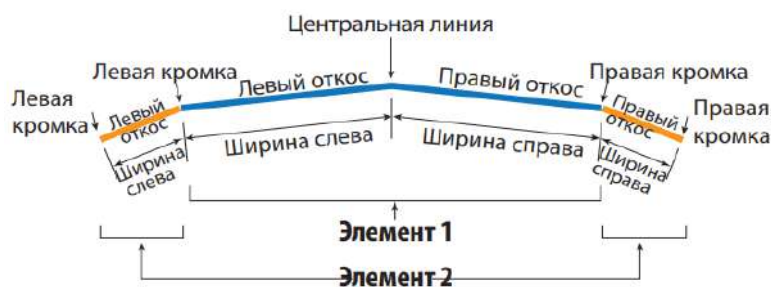 Центральная линия
Левая кромка
Левый откос
Правый откос
Правая кромка
Левая
кромка
Левый
откос
Правый
откос
Правая
кромка
Ширина слева
Ширина справа
Ширина
слева
Ширина
справа
Элемент 1
Элемент 2